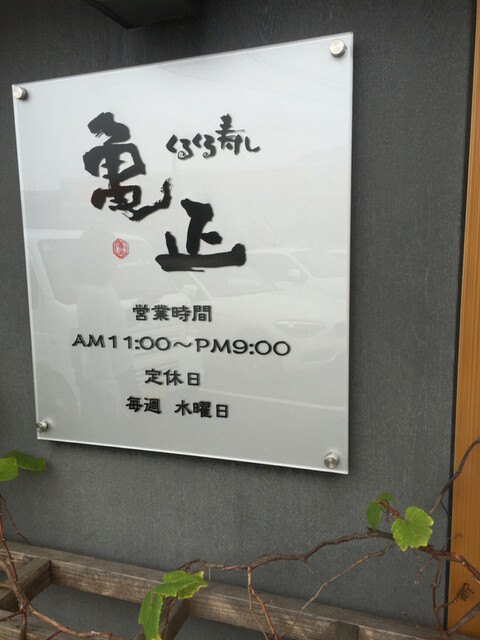 くるくる寿し
亀正
営業時間
AM11:00～PM9:00
定休日
毎週 水曜日